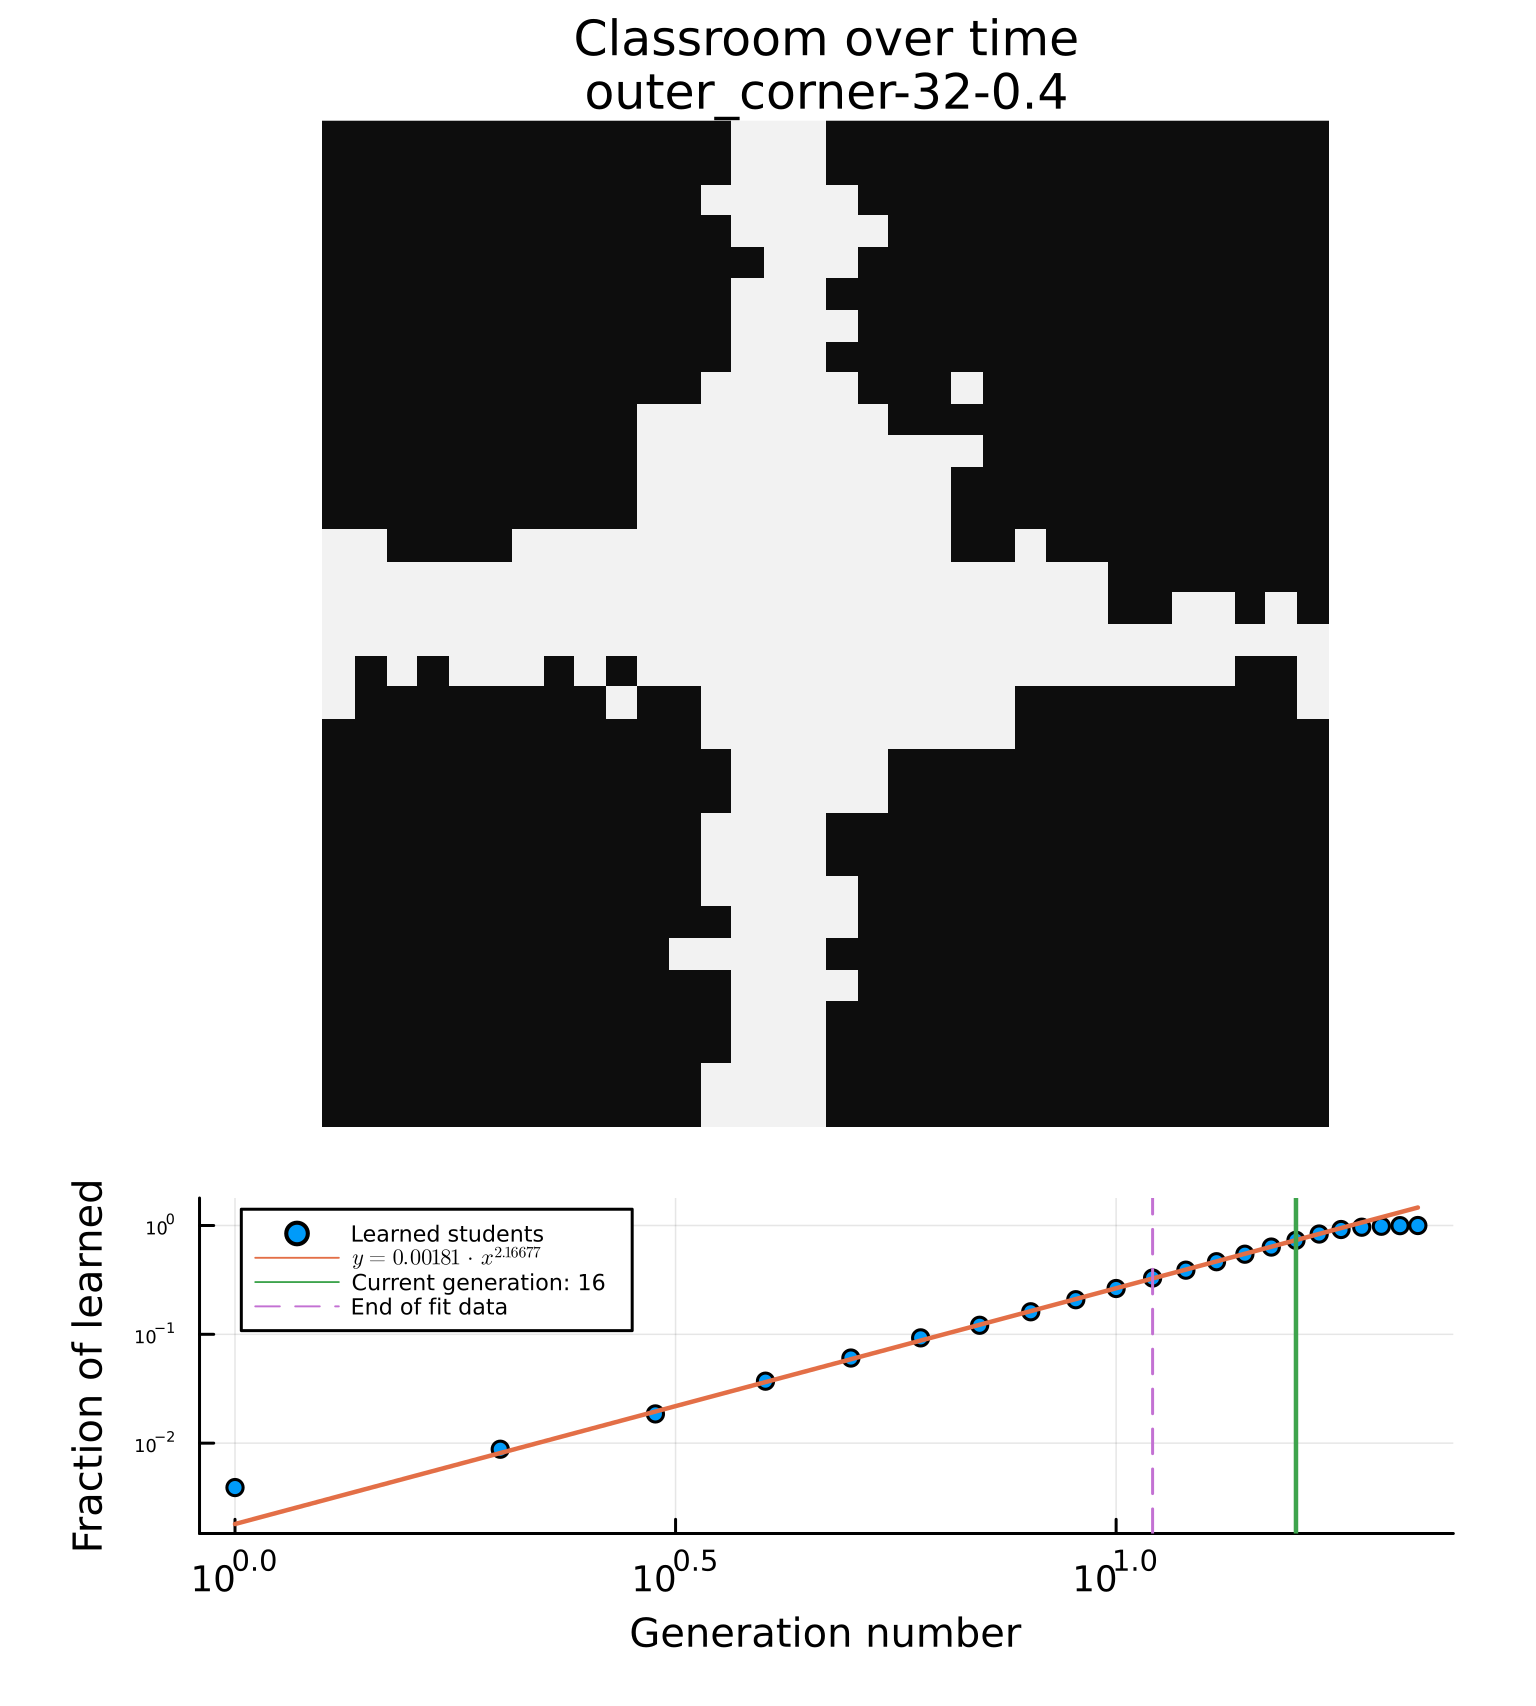 Classroom over time
outer_corner-32-0.4
Fraction of learned
10⁰
10⁻¹
10⁻²
Learned students
y = 0.00181 · x^2.16677
Current generation: 16
End of fit data
10^0.0 10^0.5 10^1.0
Generation number